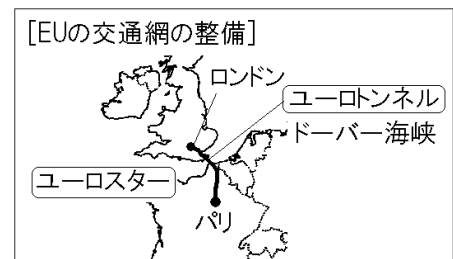 [EUの交通網の整備]
ロンドン
ユーロトンネル
ドーバー海峡
ユーロスター
パリ